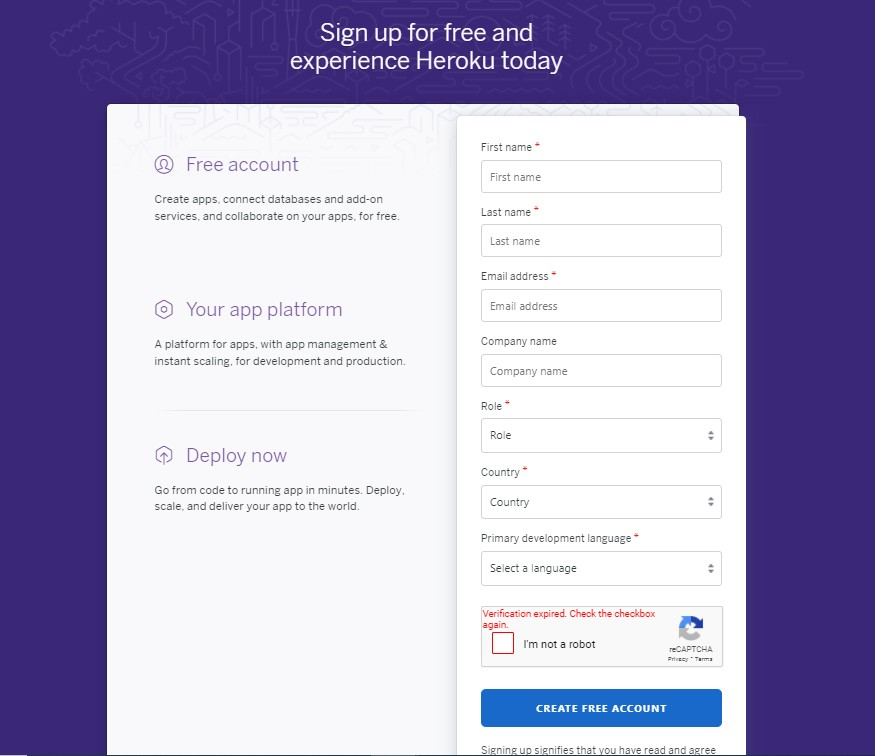 Sign up for free and
experience Heroku today
Free account
Create apps, connect databases and add-on
services, and collaborate on your apps, for free.
Your app platform
A platform for apps, with app management &
instant scaling, for development and production.
Deploy now
Go from code to running app in minutes. Deploy,
scale, and deliver your app to the world.
First name *
First name
Last name *
Last name
Email address *
Email address
Company name
Company name
Role *
Role
Country *
Country
Primary development language *
Select a language
Verification expired. Check the checkbox
again.
I'm not a robot
reCAPTCHA
Privacy - Terms
CREATE FREE ACCOUNT
Signing up signifies that you have read and agree